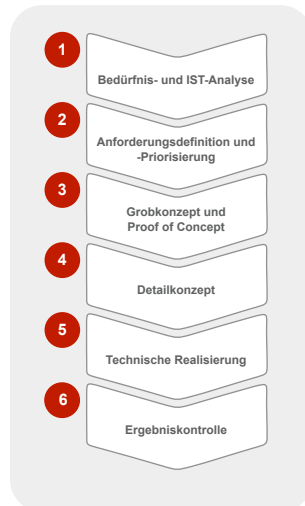 1
Bedürfnis- und IST-Analyse
2
Anforderungsdefinition und
-Priorisierung
3
Grobkonzept und
Proof of Concept
4
Detailkonzept
5
Technische Realisierung
6
Ergebniskontrolle